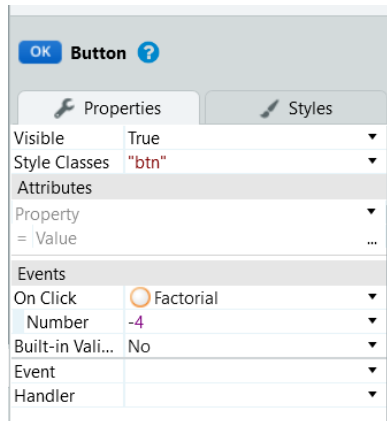 OK Button ?
Properties Styles
Visible True
Style Classes "btn"
Attributes
Property
= Value ...
Events
On Click Factorial
Number -4
Built-in Vali... No
Event
Handler